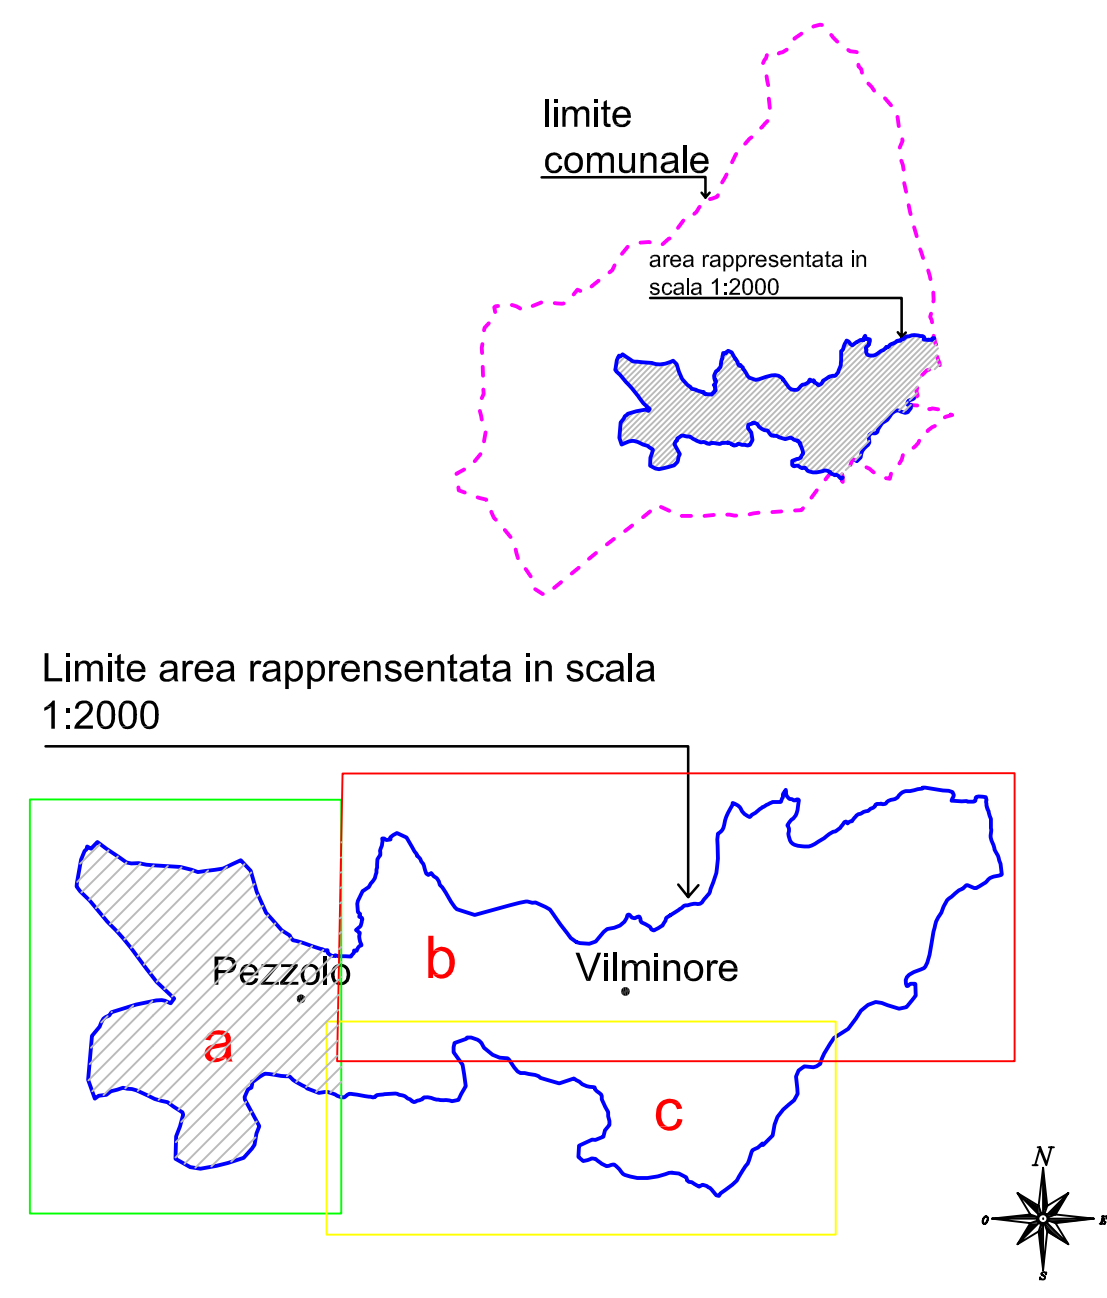 limite
comunale
area rappresentata in
scala 1:2000
Limite area rapprensentata in scala
1:2000
b
Pezzolo
Vilminore
a
c
N
O
E
S